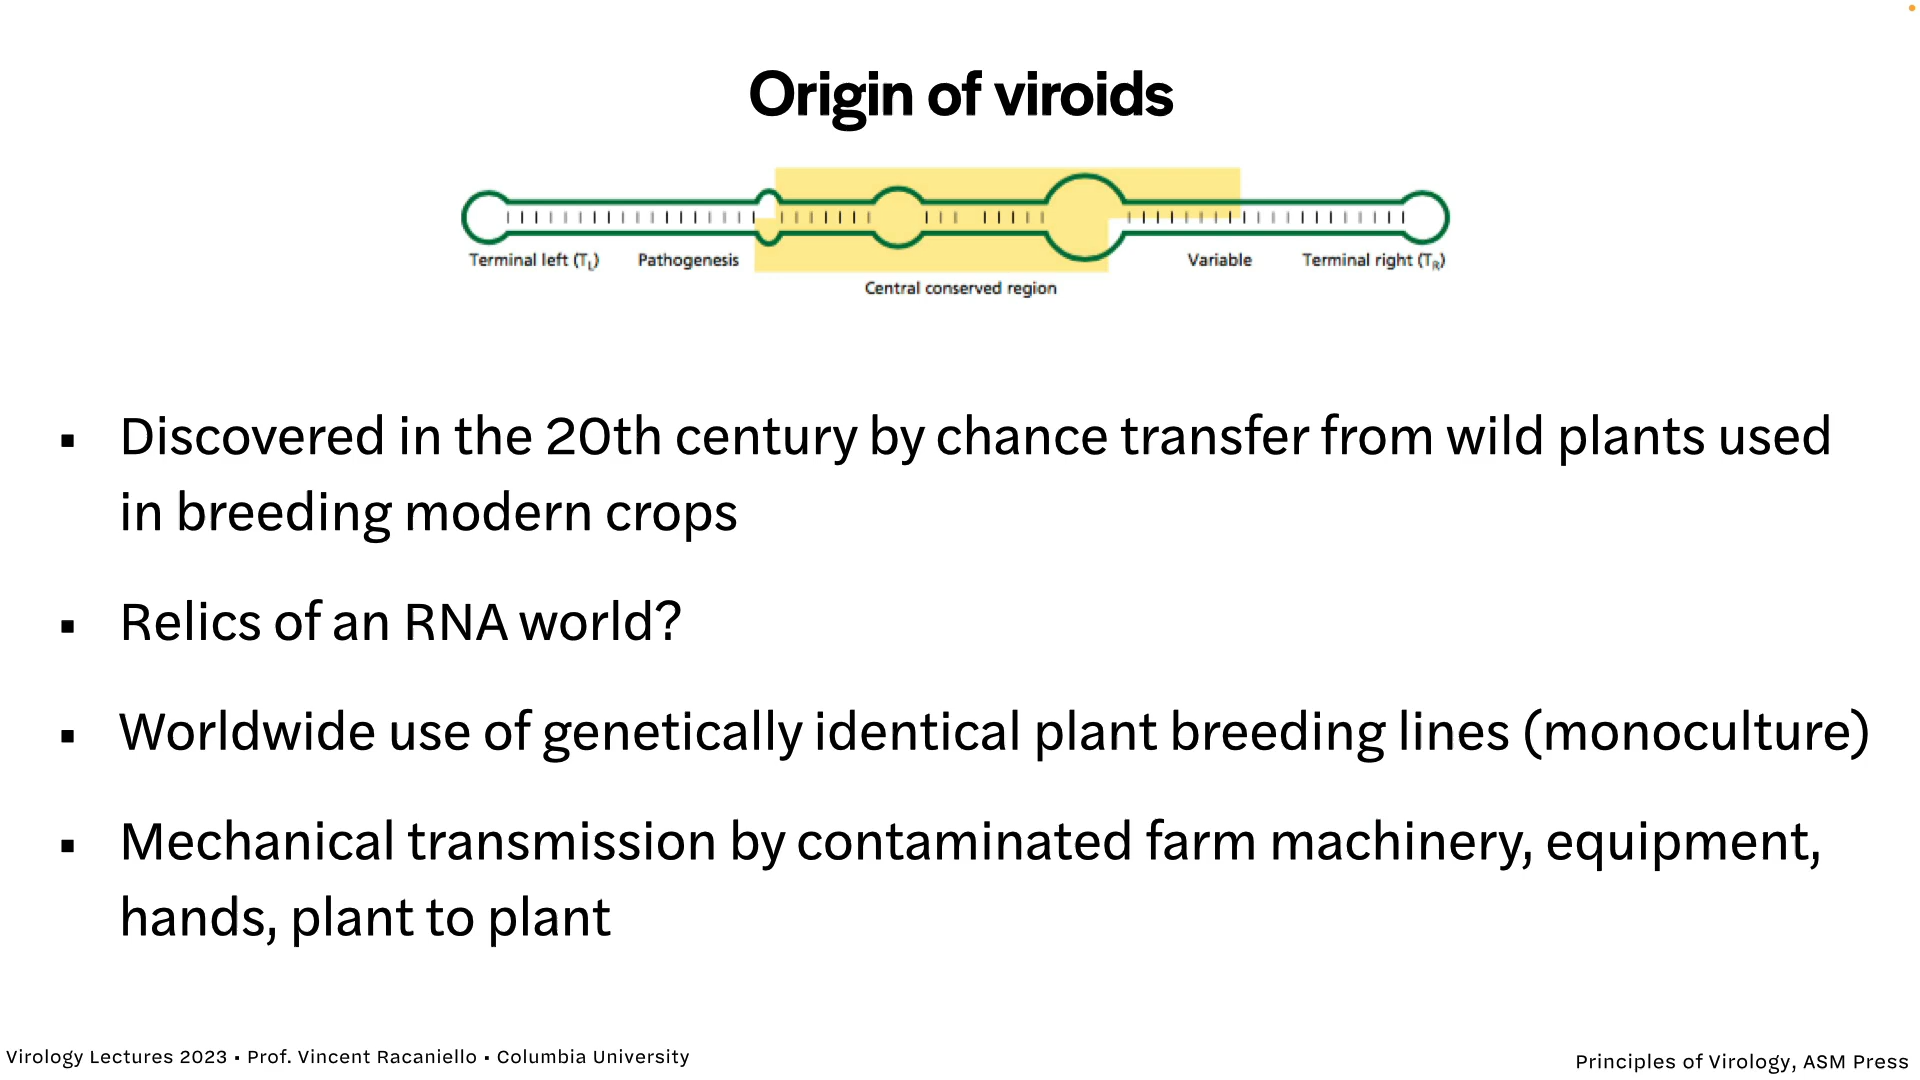 Origin of viroids
Terminal left (TL) Pathogenesis Variable Terminal right (TR)
Central conserved region
▪ Discovered in the 20th century by chance transfer from wild plants used
in breeding modern crops
▪ Relics of an RNA world?
▪ Worldwide use of genetically identical plant breeding lines (monoculture)
▪ Mechanical transmission by contaminated farm machinery, equipment,
hands, plant to plant
Virology Lectures 2023 • Prof. Vincent Racaniello • Columbia University
Principles of Virology, ASM Press